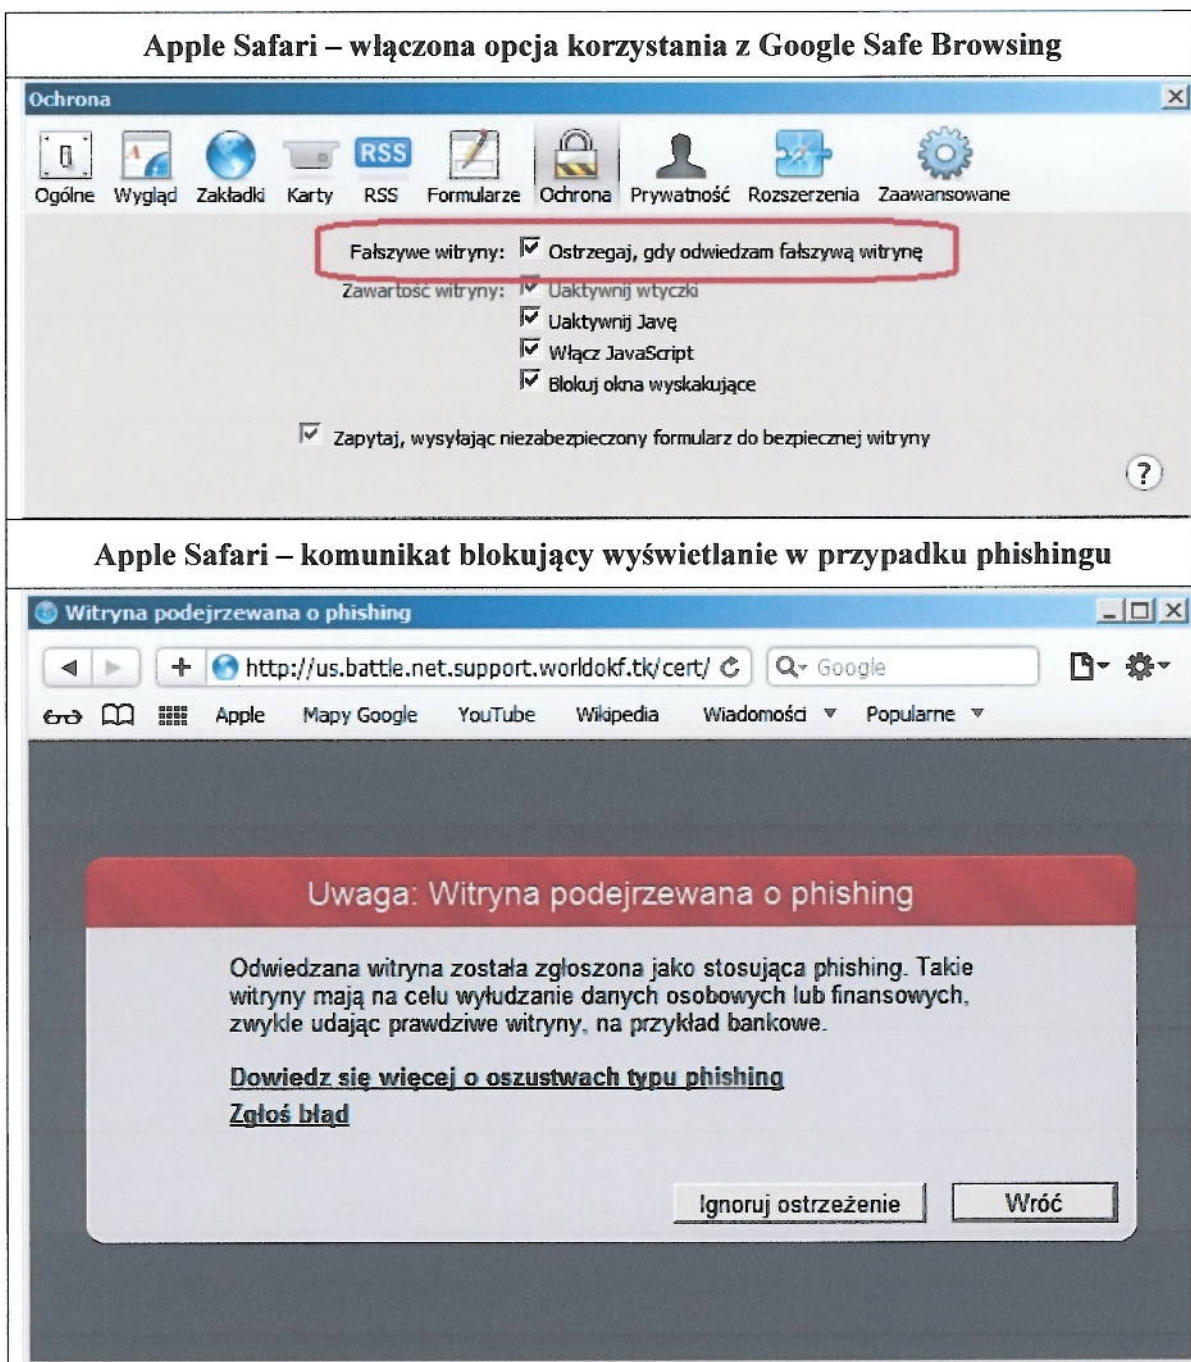 Apple Safari – włączona opcja korzystania z Google Safe Browsing
Ochrona
Ogólne Wygląd Zakładki Karty RSS RSS Formularze Ochrona Prywatność Rozszerzenia Zaawansowane
Fałszywe witryny: Ostrzegaj, gdy odwiedzam fałszywą witrynę
Zawartość witryny: Uaktywnij wtyczki
Uaktywnij Javę
Włącz JavaScript
Blokuj okna wyskakujące
Zapytaj, wysyłając niezabezpieczony formularz do bezpiecznej witryny
?
Apple Safari – komunikat blokujący wyświetlanie w przypadku phishingu
Witryna podejrzewana o phishing
http://us.battle.net.support.worldokf.tk/cert/ Google
Apple Mapy Google YouTube Wikipedia Wiadomości Popularne
Uwaga: Witryna podejrzewana o phishing
Odwiedzana witryna została zgłoszona jako stosująca phishing. Takie
witryny mają na celu wyłudzanie danych osobowych lub finansowych,
zwykle udając prawdziwe witryny, na przykład bankowe.
Dowiedz się więcej o oszustwach typu phishing
Zgłoś błąd
Ignoruj ostrzeżenie Wróć